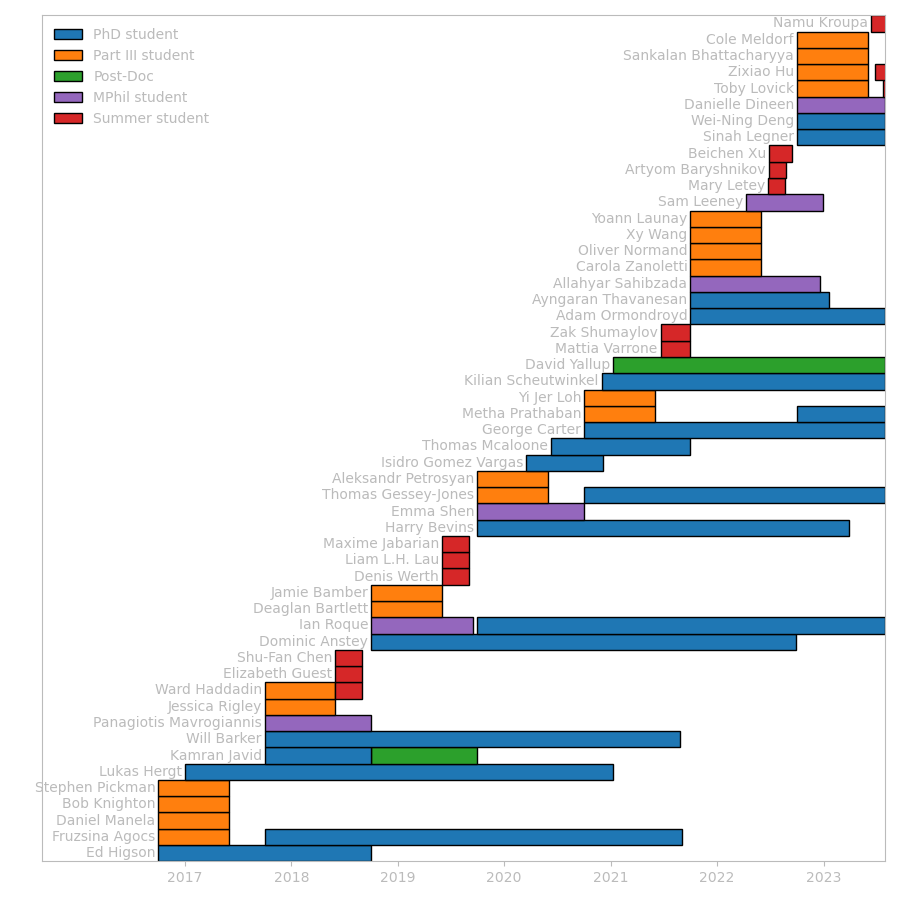 PhD student
Part III student
Post-Doc
MPhil student
Summer student
Namu Kroupa
Cole Meldorf
Sankalan Bhattacharyya
Zixiao Hu
Toby Lovick
Danielle Dineen
Wei-Ning Deng
Sinah Legner
Beichen Xu
Artyom Baryshnikov
Mary Letey
Sam Leeney
Yoann Launay
Xy Wang
Oliver Normand
Carola Zanoletti
Allahyar Sahibzada
Ayngaran Thavanesan
Adam Ormondroyd
Zak Shumaylov
Mattia Varrone
David Yallup
Kilian Scheutwinkel
Yi Jer Loh
Metha Prathaban
George Carter
Thomas Mcaloone
Isidro Gomez Vargas
Aleksandr Petrosyan
Thomas Gessey-Jones
Emma Shen
Harry Bevins
Maxime Jabarian
Liam L.H. Lau
Denis Werth
Jamie Bamber
Deaglan Bartlett
Ian Roque
Dominic Anstey
Shu-Fan Chen
Elizabeth Guest
Ward Haddadin
Jessica Rigley
Panagiotis Mavrogiannis
Will Barker
Kamran Javid
Lukas Hergt
Stephen Pickman
Bob Knighton
Daniel Manela
Fruzsina Agocs
Ed Higson
2017 2018 2019 2020 2021 2022 2023